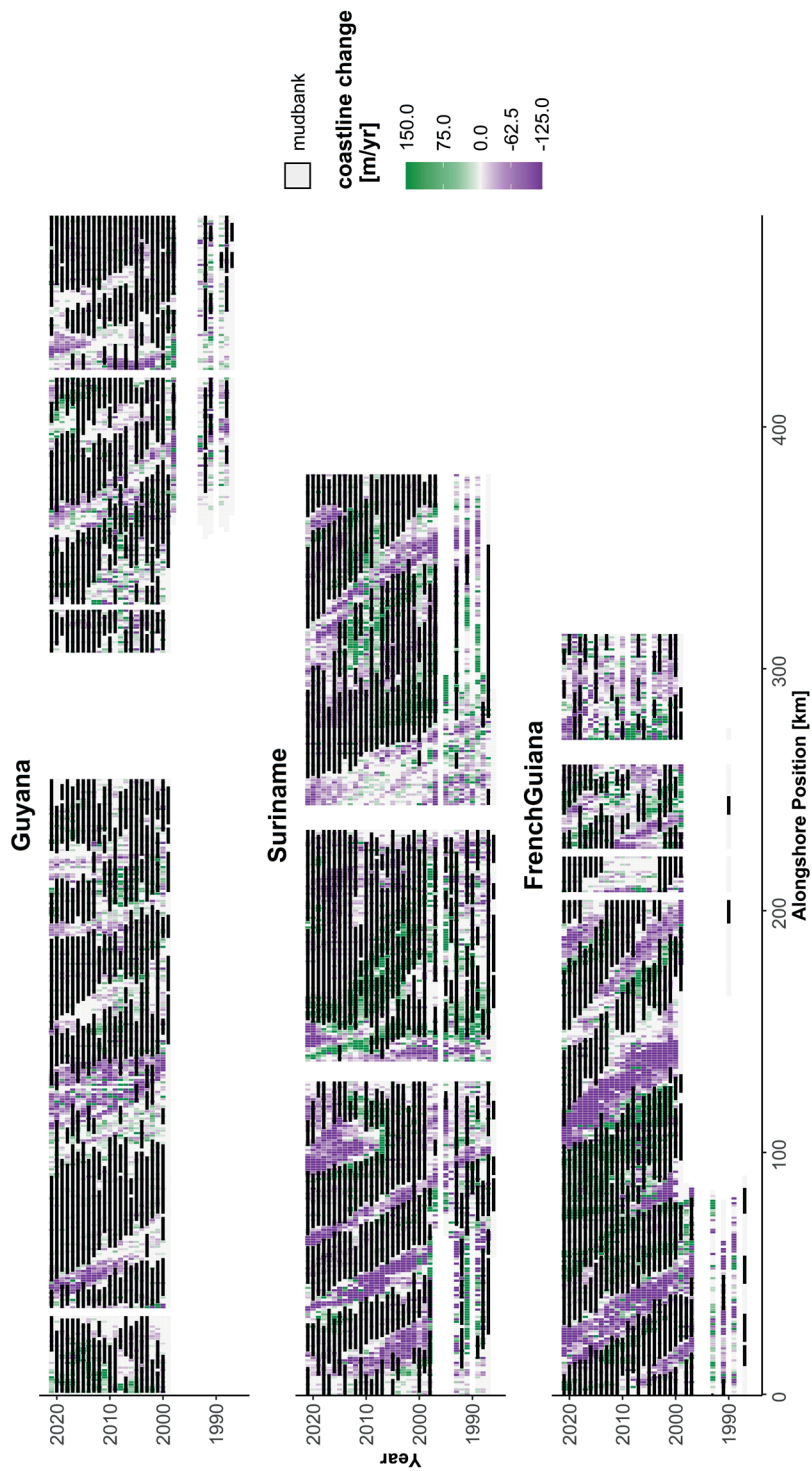 Guyana
2020
2010
2000
1990
Suriname
Year
2020
2010
2000
1990
FrenchGuiana
2020
2010
2000
1990
0
100
200
300
400
Alongshore Position [km]
mudbank
coastline change
[m/yr]
150.0
75.0
0.0
-62.5
-125.0